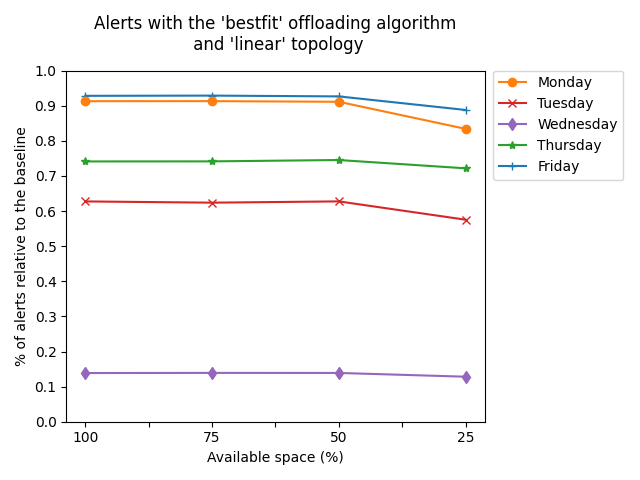 Alerts with the 'bestfit' offloading algorithm
and 'linear' topology
1.0
0.9
0.8
0.7
0.6
0.5
0.4
0.3
0.2
0.1
0.0
% of alerts relative to the baseline
100
75
50
25
Available space (%)
Monday
Tuesday
Wednesday
Thursday
Friday